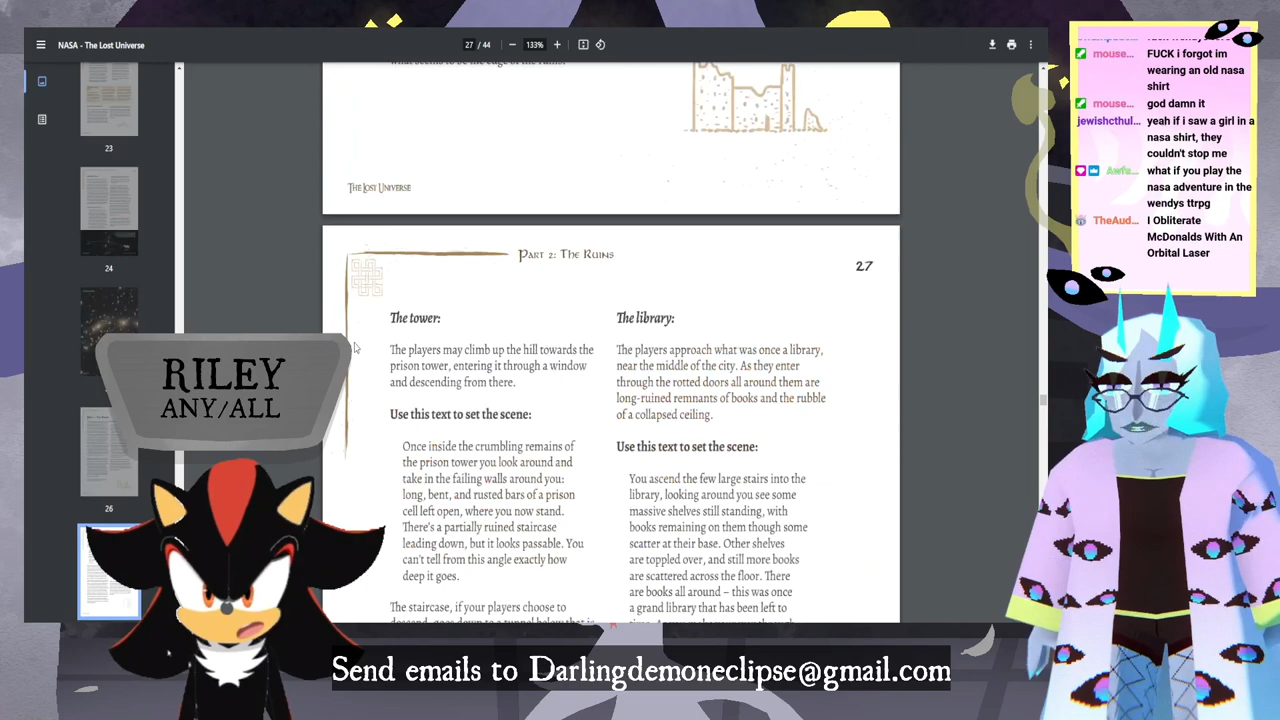 NASA - The Lost Universe
27 / 44
133%
23
24
26
The Lost Universe
Part 2: The Ruins
27
The tower:
The players may climb up the hill towards the
prison tower, entering it through a window
and descending from there.
Use this text to set the scene:
Once inside the crumbling remains of
the prison tower you look around and
take in the failing walls around you:
long, bent, and rusted bars of a prison
cell left open, where you now stand.
There's a partially ruined staircase
leading down, but it looks passable. You
can't tell from this angle exactly how
deep it goes.
The staircase, if your players choose to
The library:
The players approach what was once a library,
near the middle of the city. As they enter
through the rotted doors all around them are
long-ruined remnants of books and the rubble
of a collapsed ceiling.
Use this text to set the scene:
You ascend the few large stairs into the
library, looking around you see some
massive shelves still standing, with
books remaining on them though some
scatter at their base. Other shelves
are toppled over, and still more books
are scattered across the floor. There
are books all around – this was once
a grand library that has been left to
mouse... FUCK i forgot im
wearing an old nasa
shirt
mouse... god damn it
jewishcthul... yeah if i saw a girl in a
nasa shirt, they
couldn't stop me
Awfs... what if you play the
nasa adventure in the
wendys ttrpg
TheAud... I Obliterate
McDonalds With An
Orbital Laser
RILEY
ANY/ALL
Send emails to Darlingdemoneclipse@gmail.com